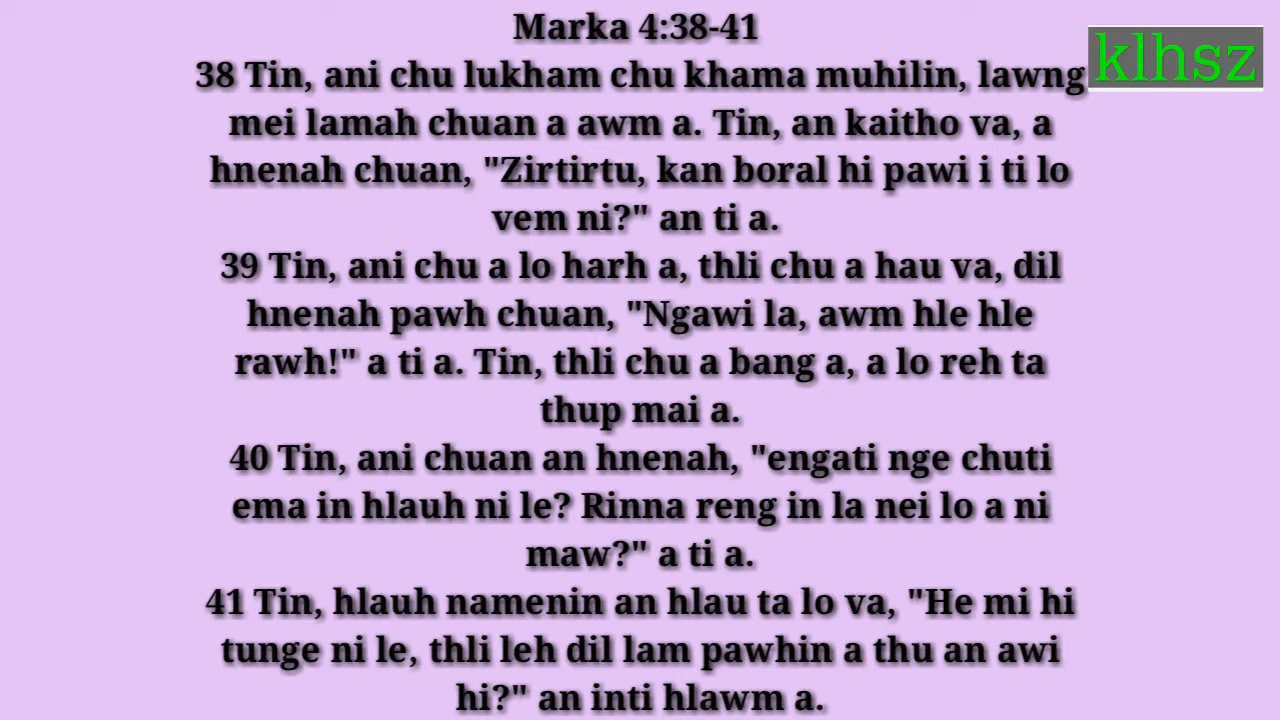 Marka 4:38-41
klhsz
38 Tin, ani chu lukham chu khama muhilin, lawng
mei lamah chuan a awm a. Tin, an kaitho va, a
hnenah chuan, "Zirtirtu, kan boral hi pawi i ti lo
vem ni?" an ti a.
39 Tin, ani chu a lo harh a, thli chu a hau va, dil
hnenah pawh chuan, "Ngawi la, awm hle hle
rawh!" a ti a. Tin, thli chu a bang a, a lo reh ta
thup mai a.
40 Tin, ani chuan an hnenah, "engati nge chuti
ema in hlauh ni le? Rinna reng in la nei lo a ni
maw?" a ti a.
41 Tin, hlauh namenin an hlau ta lo va, "He mi hi
tunge ni le, thli leh dil lam pawhin a thu an awi
hi?" an inti hlawm a.